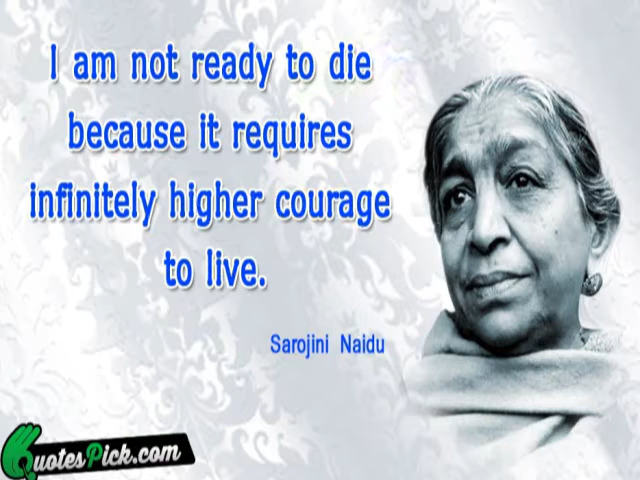 I am not ready to die
because it requires
infinitely higher courage
to live.
Sarojini Naidu
QuotesPick.com